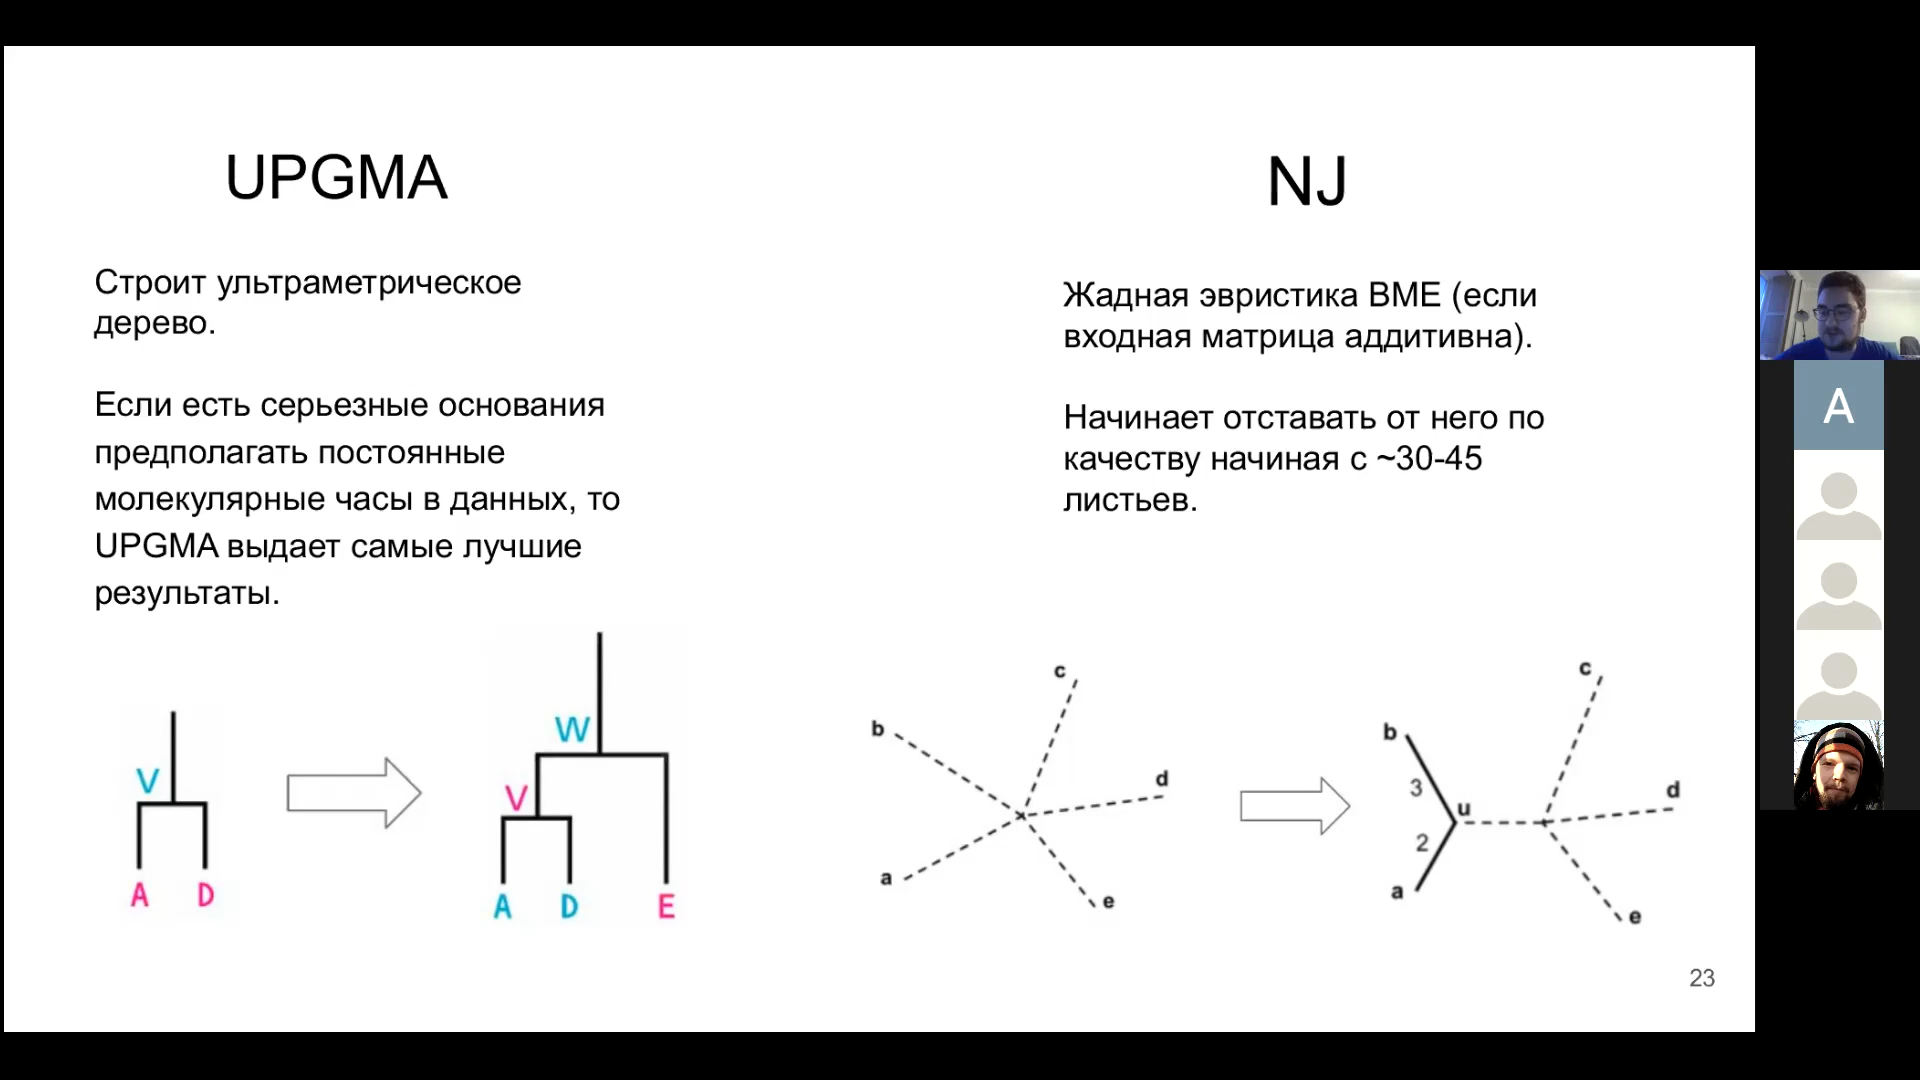 UPGMA
Строит ультраметрическое
дерево.
Если есть серьезные основания
предполагать постоянные
молекулярные часы в данных, то
UPGMA выдает самые лучшие
результаты.
V
A D
W
V
A D E
NJ
Жадная эвристика BME (если
входная матрица аддитивна).
Начинает отставать от него по
качеству начиная с ~30-45
листьев.
c
b
d
a
e
c
b
d
3
u
2
a
e
23
A